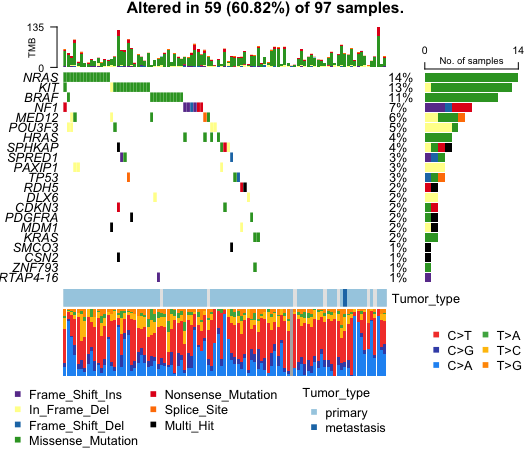 Altered in 59 (60.82%) of 97 samples.
135
TMB
0
0 14
No. of samples
NRAS 14%
KIT 13%
BRAF 11%
NF1 7%
MED12 6%
POU3F3 5%
HRAS 4%
SPHKAP 4%
SPRED1 3%
PAXIP1 3%
TP53 3%
RDH5 2%
DLX6 2%
CDKN3 2%
PDGFRA 2%
MDM1 2%
KRAS 2%
SMCO3 1%
CSN2 1%
ZNF793 1%
RTAP4-16 1%
Tumor_type
C>T T>A
C>G T>C
C>A T>G
Frame_Shift_Ins Nonsense_Mutation Tumor_type
In_Frame_Del Splice_Site primary
Frame_Shift_Del Multi_Hit metastasis
Missense_Mutation